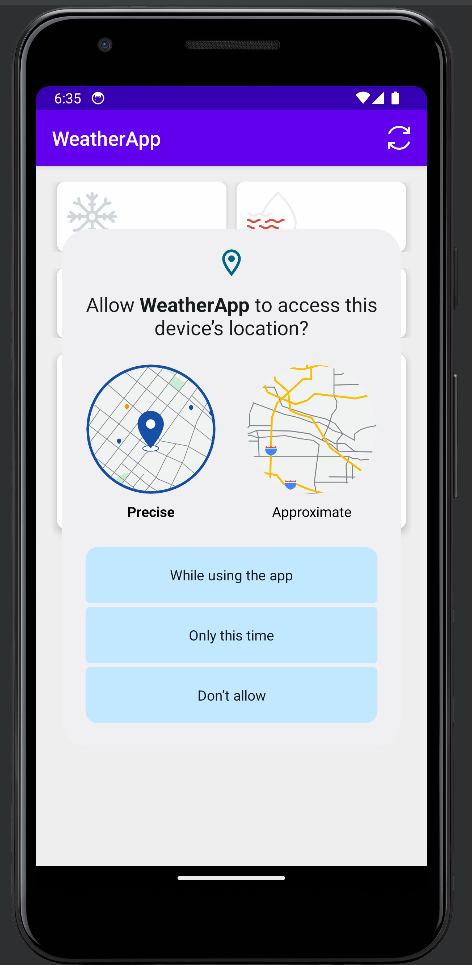 6:35
WeatherApp
Allow WeatherApp to access this
device's location?
Precise
Approximate
While using the app
Only this time
Don't allow